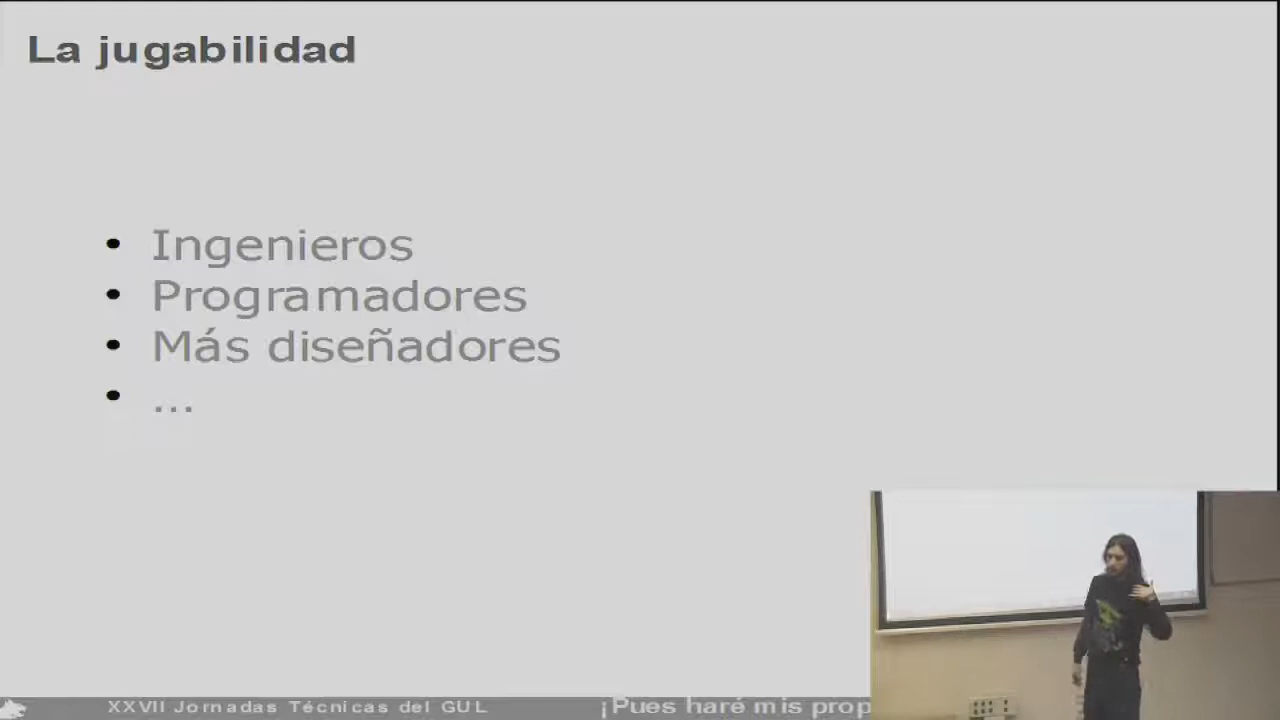 La jugabilidad
• Ingenieros
• Programadores
• Más diseñadores
• ...
XXVII Jornadas Técnicas del GUL
¡Pues haré mis prop